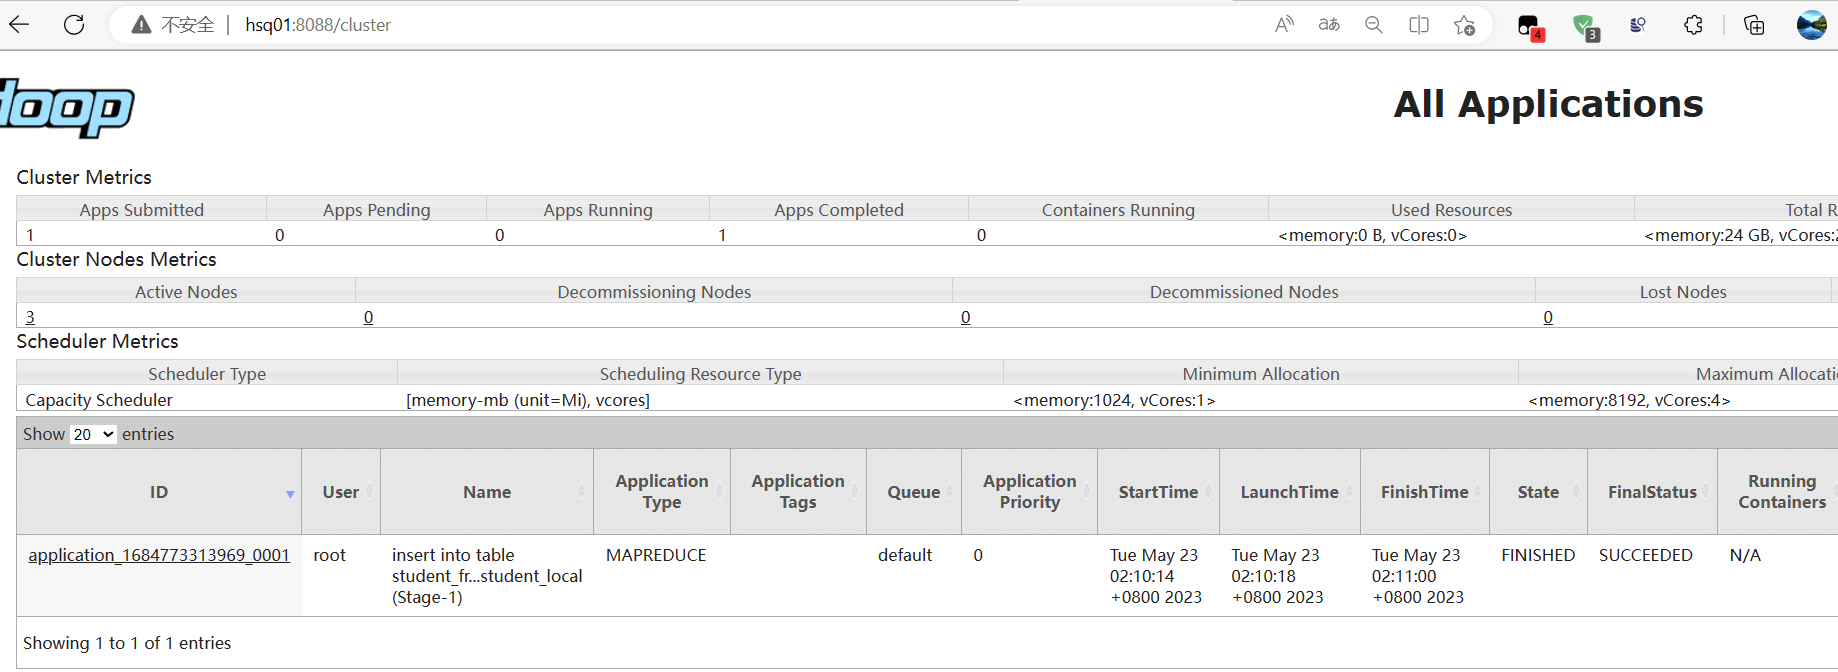 不安全 | hsq01:8088/cluster
4
3
doop
All Applications
Cluster Metrics
Apps Submitted Apps Pending Apps Running Apps Completed Containers Running Used Resources Total R
1 0 0 1 0 <memory:0 B, vCores:0> <memory:24 GB, vCores:
Cluster Nodes Metrics
Active Nodes Decommissioning Nodes Decommissioned Nodes Lost Nodes
3 0 0 0
Scheduler Metrics
Scheduler Type Scheduling Resource Type Minimum Allocation Maximum Allocati
Capacity Scheduler [memory-mb (unit=Mi), vcores] <memory:1024, vCores:1> <memory:8192, vCores:4>
Show 20 entries
ID User Name Application Type Application Tags Queue Application Priority StartTime LaunchTime FinishTime State FinalStatus Running Containers
application_1684773313969_0001 root insert into table MAPREDUCE default 0 Tue May 23 Tue May 23 Tue May 23 FINISHED SUCCEEDED N/A
student_fr...student_local 02:10:14 02:10:18 02:11:00
(Stage-1) +0800 2023 +0800 2023 +0800 2023
Showing 1 to 1 of 1 entries